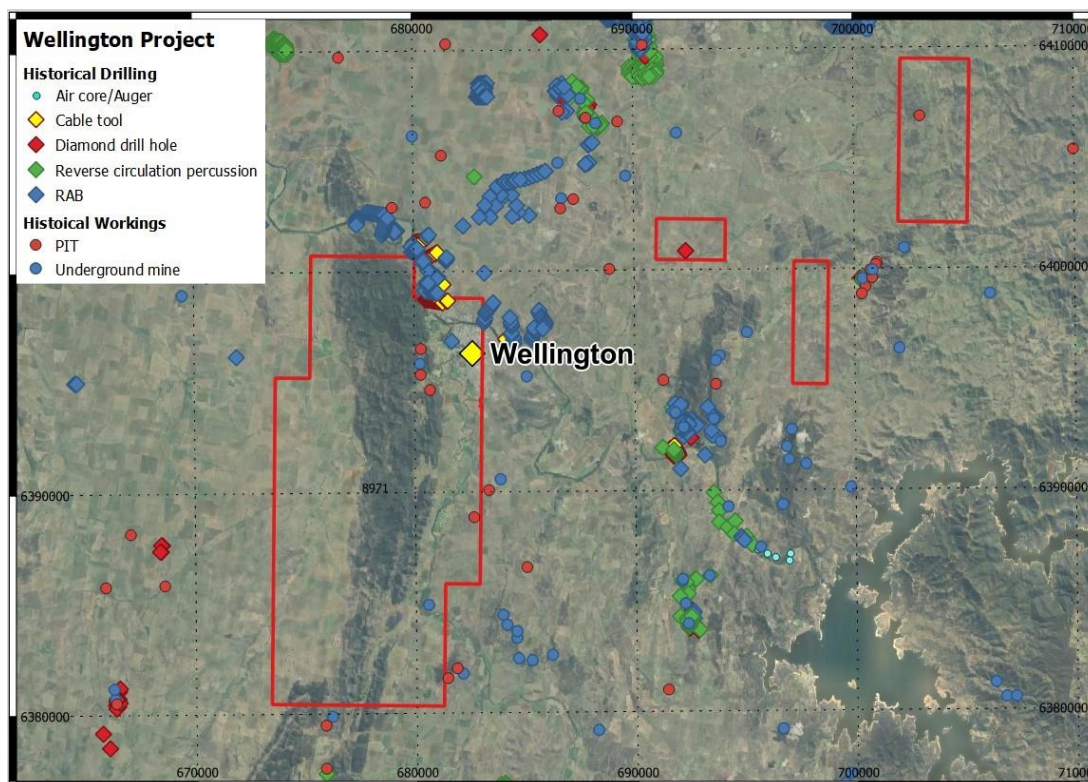 Wellington Project
Historical Drilling
Air core/Auger
Cable tool
Diamond drill hole
Reverse circulation percussion
RAB
Histoical Workings
PIT
Underground mine
680000
690000
700000
6410000
6400000
6400000
Wellington
8971
6390000
6390000
6380000
6380000
670000
680000
690000
700000